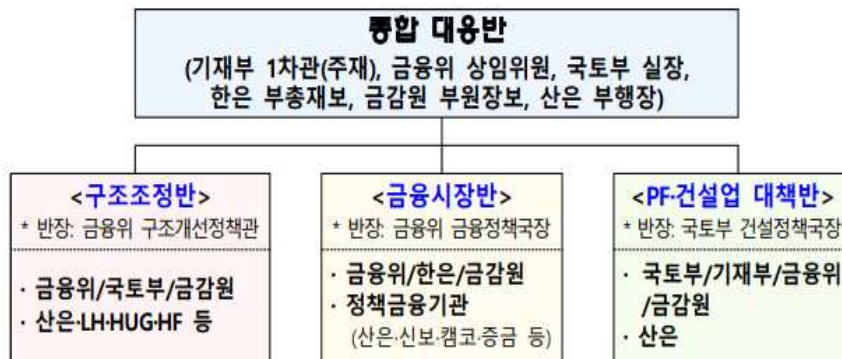 통합 대응반
(기재부 1차관(주재), 금융위 상임위원, 국토부 실장,
한은 부총재보, 금감원 부원장보, 산은 부행장)
<구조조정반>
* 반장: 금융위 구조개선정책관
· 금융위/국토부/금감원
· 산은·LH·HUG·HF 등
<금융시장반>
* 반장: 금융위 금융정책국장
· 금융위/한은/금감원
· 정책금융기관
(산은·신보·캠코·증금 등)
<PF·건설업 대책반>
* 반장: 국토부 건설정책국장
· 국토부/기재부/금융위
/금감원
· 산은